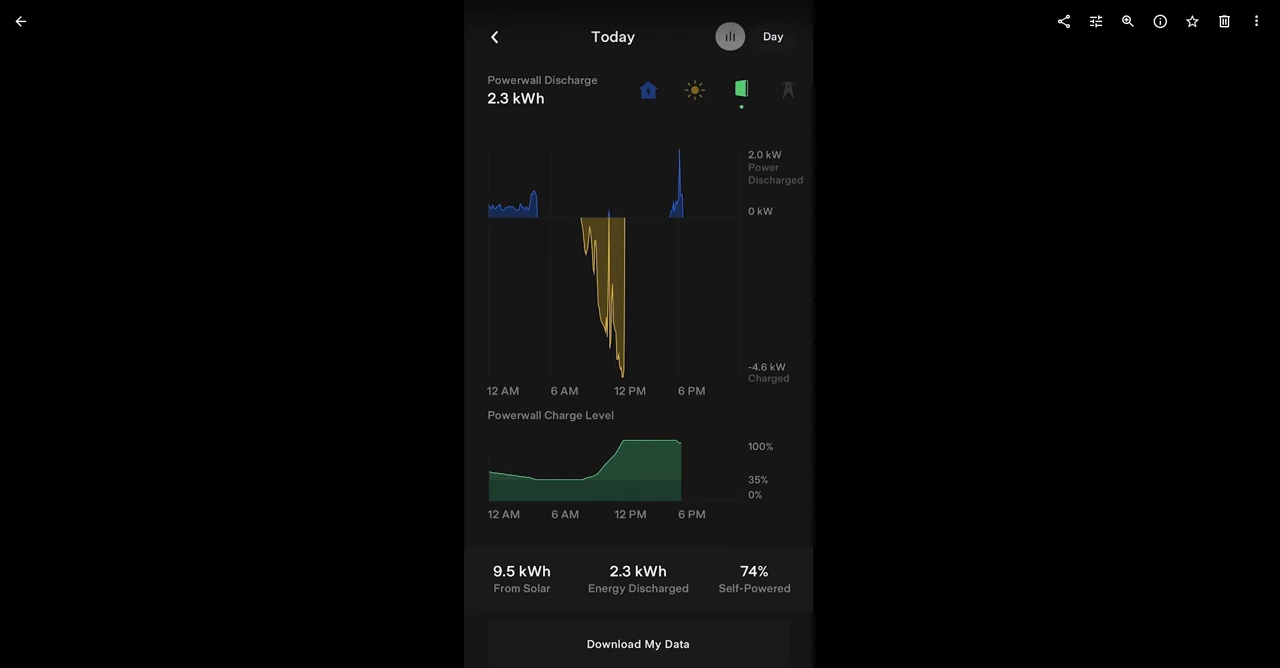 Today
Day
Powerwall Discharge
2.3 kWh
2.0 kW
Power
Discharged
0 kW
-4.6 kW
Charged
12 AM 6 AM 12 PM 6 PM
Powerwall Charge Level
100%
35%
0%
12 AM 6 AM 12 PM 6 PM
9.5 kWh 2.3 kWh 74%
From Solar Energy Discharged Self-Powered
Download My Data